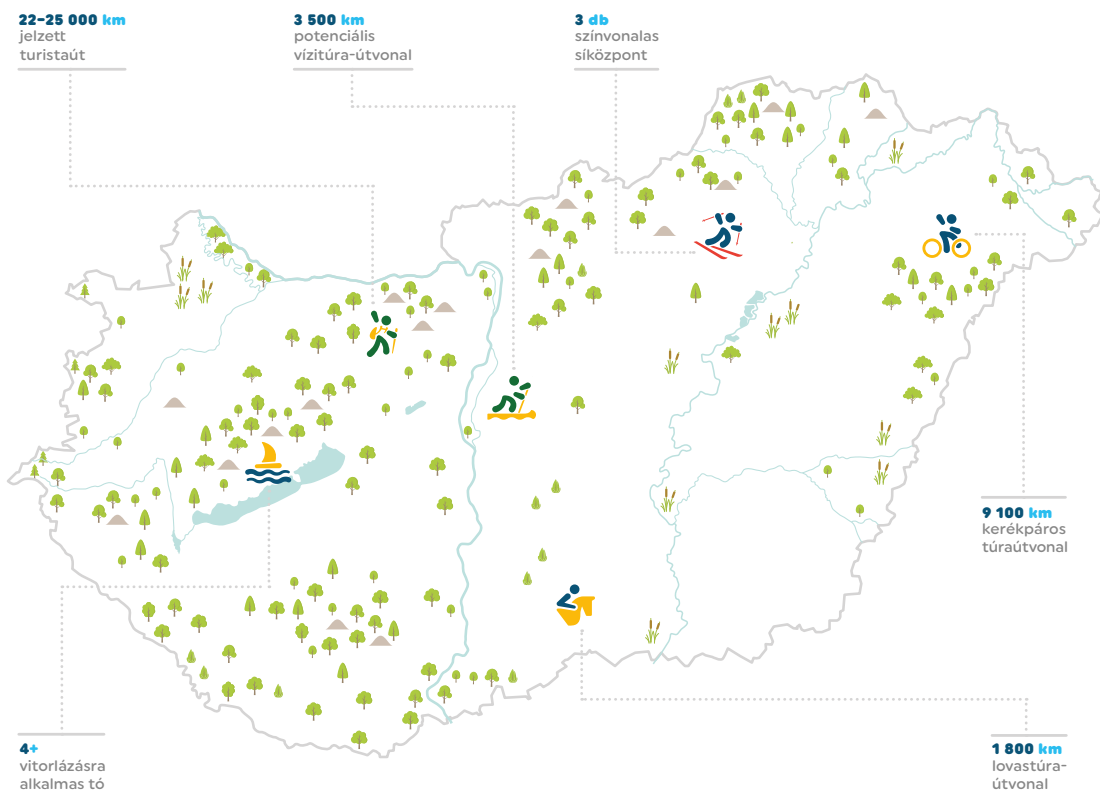 22-25 000 km
jelzett
turistaút
3 500 km
potenciális
vízitúra-útvonal
3 db
színvonalas
síközpont
9 100 km
kerékpáros
túraútvonal
4+
vitorlázásra
alkalmas tó
1 800 km
lovastúra-
útvonal